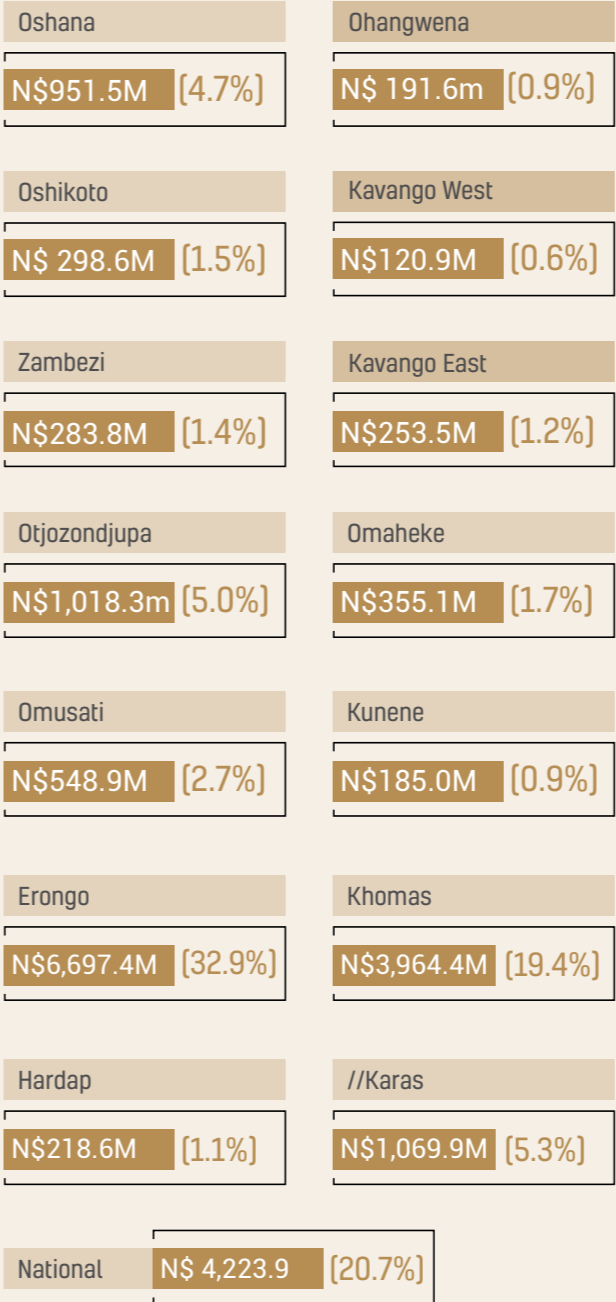 Oshana
N$951.5M (4.7%)
Ohangwena
N$ 191.6m (0.9%)
Oshikoto
N$ 298.6M (1.5%)
Kavango West
N$120.9M (0.6%)
Zambezi
N$283.8M (1.4%)
Kavango East
N$253.5M (1.2%)
Otjozondjupa
N$1,018.3m (5.0%)
Omaheke
N$355.1M (1.7%)
Omusati
N$548.9M (2.7%)
Kunene
N$185.0M (0.9%)
Erongo
N$6,697.4M (32.9%)
Khomas
N$3,964.4M (19.4%)
Hardap
N$218.6M (1.1%)
//Karas
N$1,069.9M (5.3%)
National N$ 4,223.9 (20.7%)